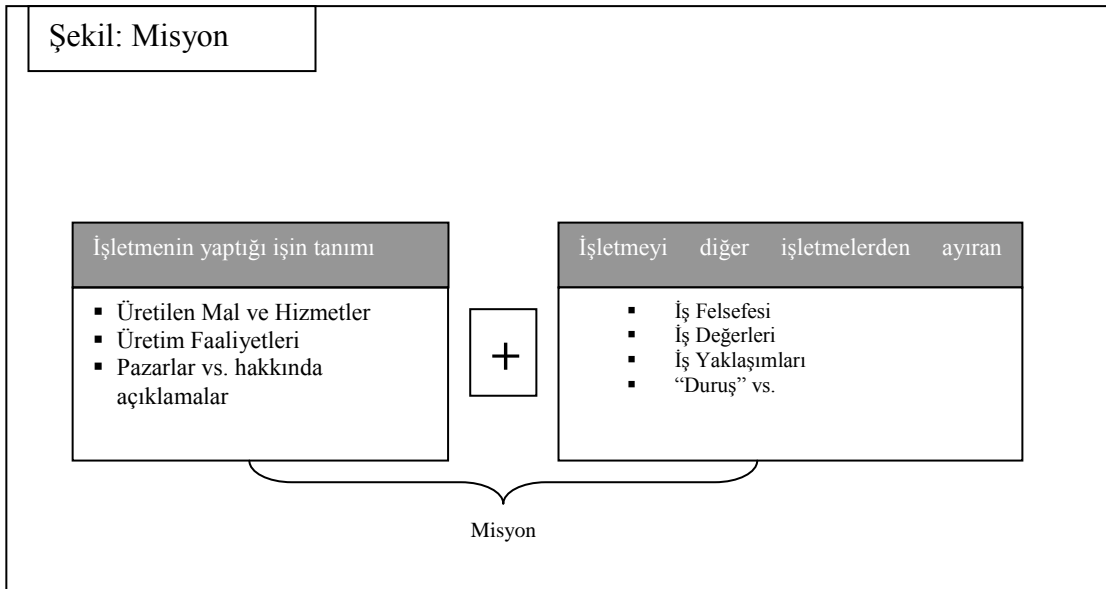 Şekil: Misyon
İşletmenin yaptığı işin tanımı
▪ Üretilen Mal ve Hizmetler
▪ Üretim Faaliyetleri
▪ Pazarlar vs. hakkında
açıklamalar
+
İşletmeyi diğer işletmelerden ayıran
▪ İş Felsefesi
▪ İş Değerleri
▪ İş Yaklaşımları
▪ “Duruş” vs.
Misyon